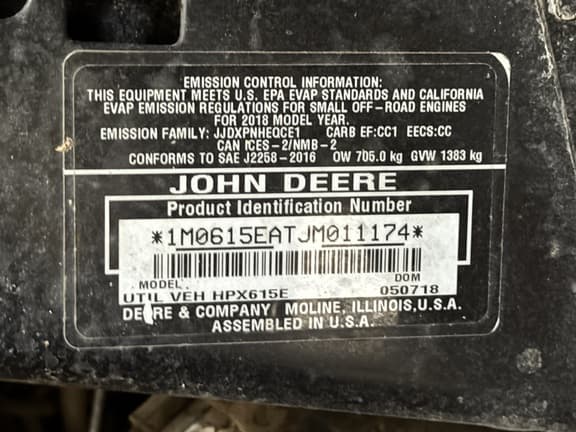 EMISSION CONTROL INFORMATION:
THIS EQUIPMENT MEETS U.S. EPA EVAP STANDARDS AND CALIFORNIA
EVAP EMISSION REGULATIONS FOR SMALL OFF-ROAD ENGINES
FOR 2018 MODEL YEAR.
EMISSION FAMILY: JJDXPNHEQCE1 CARB EF:CC1 EECS:CC
CAN ICES-2/NMB-2
CONFORMS TO SAE J2258-2016 OW 705.0 kg GVW 1383 kg
JOHN DEERE
Product Identification Number
*1M0615EATJM011174*
MODEL DOM
UTIL VEH HPX615E 050718
DEERE & COMPANY MOLINE, ILLINOIS, U.S.A.
ASSEMBLED IN U.S.A.